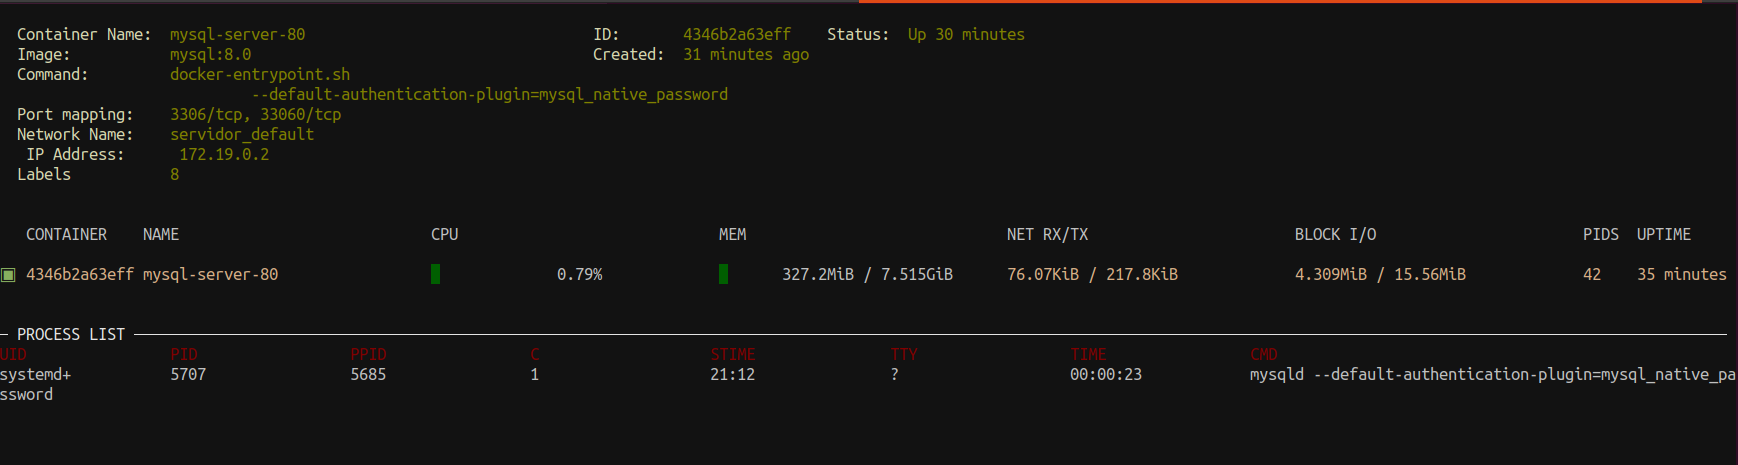 Container Name: mysql-server-80 ID: 4346b2a63eff Status: Up 30 minutes
Image: mysql:8.0 Created: 31 minutes ago
Command: docker-entrypoint.sh
--default-authentication-plugin=mysql_native_password
Port mapping: 3306/tcp, 33060/tcp
Network Name: servidor_default
IP Address: 172.19.0.2
Labels 8
CONTAINER NAME CPU MEM NET RX/TX BLOCK I/O PIDS UPTIME
4346b2a63eff mysql-server-80 0.79% 327.2MiB / 7.515GiB 76.07KiB / 217.8KiB 4.309MiB / 15.56MiB 42 35 minutes
PROCESS LIST
UID PID PPID C STIME TTY TIME CMD
systemd+ 5707 5685 1 21:12 ? 00:00:23 mysqld --default-authentication-plugin=mysql_native_pa
ssword